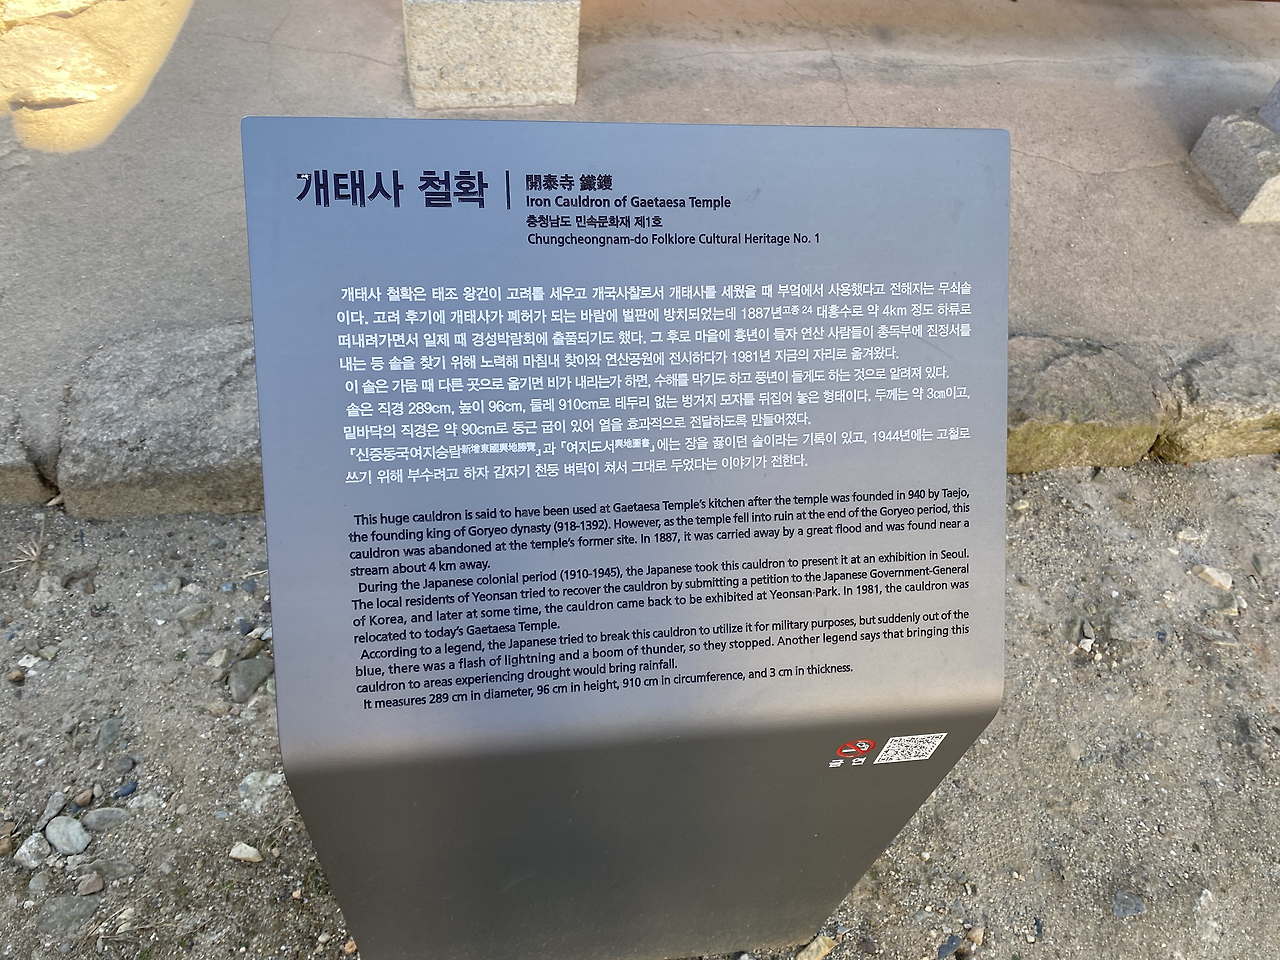 개태사 철확
開泰寺 鐵鑊
Iron Cauldron of Gaetaesa Temple
충청남도 민속문화재 제1호
Chungcheongnam-do Folklore Cultural Heritage No. 1
개태사 철확은 태조 왕건이 고려를 세우고 개국사찰로서 개태사를 세웠을 때 부엌에서 사용했다고 전해지는 무쇠솥
이다. 고려 후기에 개태사가 폐허가 되는 바람에 벌판에 방치되었는데 1887년고종 24 대홍수로 약 4km 정도 하류로
떠내려가면서 일제 때 경성박람회에 출품되기도 했다. 그 후로 마을에 흉년이 들자 연산 사람들이 총독부에 진정서를
내는 등 솥을 찾기 위해 노력해 마침내 찾아와 연산공원에 전시하다가 1981년 지금의 자리로 옮겨왔다.
이 솥은 가뭄 때 다른 곳으로 옮기면 비가 내리는가 하면, 수해를 막기도 하고 풍년이 들게도 하는 것으로 알려져 있다.
솥은 직경 289cm, 높이 96cm, 둘레 910cm로 테두리 없는 벙거지 모자를 뒤집어 놓은 형태이다. 두께는 약 3cm이고,
밑바닥의 직경은 약 90cm로 둥근 굽이 있어 열을 효과적으로 전달하도록 만들어졌다.
『신증동국여지승람新增東國輿地勝覽』과 『여지도서輿地圖書』에는 장을 끓이던 솥이라는 기록이 있고, 1944년에는 고철로
쓰기 위해 부수려고 하자 갑자기 천둥 벼락이 쳐서 그대로 두었다는 이야기가 전한다.
This huge cauldron is said to have been used at Gaetaesa Temple's kitchen after the temple was founded in 940 by Taejo,
the founding king of Goryeo dynasty (918-1392). However, as the temple fell into ruin at the end of the Goryeo period, this
cauldron was abandoned at the temple's former site. In 1887, it was carried away by a great flood and was found near a
stream about 4 km away.
During the Japanese colonial period (1910-1945), the Japanese took this cauldron to present it at an exhibition in Seoul.
The local residents of Yeonsan tried to recover the cauldron by submitting a petition to the Japanese Government-General
of Korea, and later at some time, the cauldron came back to be exhibited at Yeonsan Park. In 1981, the cauldron was
relocated to today's Gaetaesa Temple.
According to a legend, the Japanese tried to break this cauldron to utilize it for military purposes, but suddenly out of the
blue, there was a flash of lightning and a boom of thunder, so they stopped. Another legend says that bringing this
cauldron to areas experiencing drought would bring rainfall.
It measures 289 cm in diameter, 96 cm in height, 910 cm in circumference, and 3 cm in thickness.
금 연